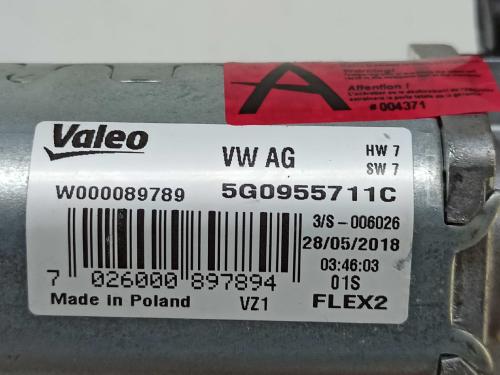 A
Attention !
# 004371
Valeo
VW AG
HW 7
SW 7
W000089789
5G0955711C
3/S-006026
28/05/2018
03:46:03
7 026000 897894
01S
Made in Poland
VZ1
FLEX2